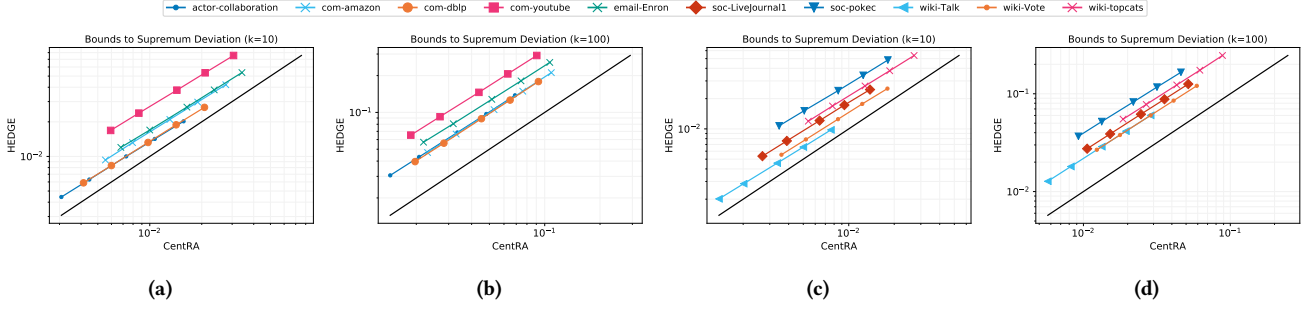 actor-collaboration com-amazon com-dblp com-youtube email-Enron soc-LiveJournal1 soc-pokec wiki-Talk wiki-Vote wiki-topcats
Bounds to Supremum Deviation (k=10)
HEDGE
10⁻²
10⁻²
CentRA
(a)
Bounds to Supremum Deviation (k=100)
HEDGE
10⁻¹
10⁻¹
CentRA
(b)
Bounds to Supremum Deviation (k=10)
HEDGE
10⁻²
10⁻²
CentRA
(c)
Bounds to Supremum Deviation (k=100)
HEDGE
10⁻¹
10⁻²
10⁻² 10⁻¹
CentRA
(d)